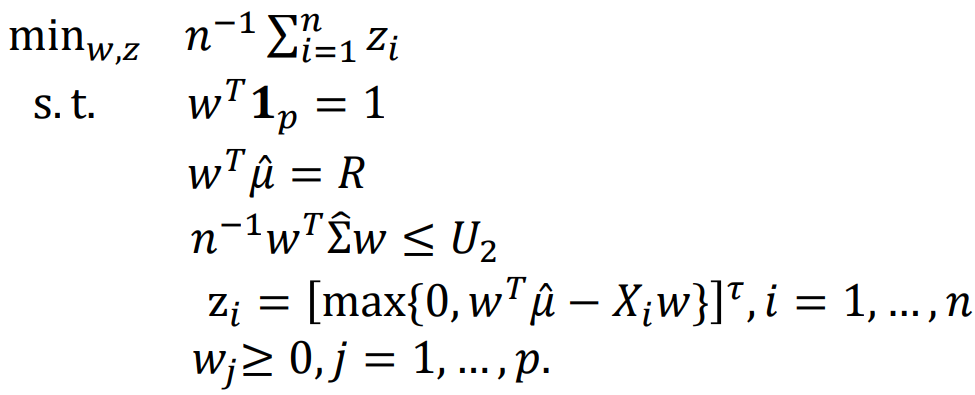 min_{w,z} n^{-1} ∑_{i=1}^{n} z_i
s. t. w^T 𝟏_p = 1
w^T μ̂ = R
n^{-1} w^T Σ̂ w ≤ U_2
z_i = [max{0, w^T μ̂ − X_i w}]^τ, i = 1, …, n
w_j ≥ 0, j = 1, …, p.